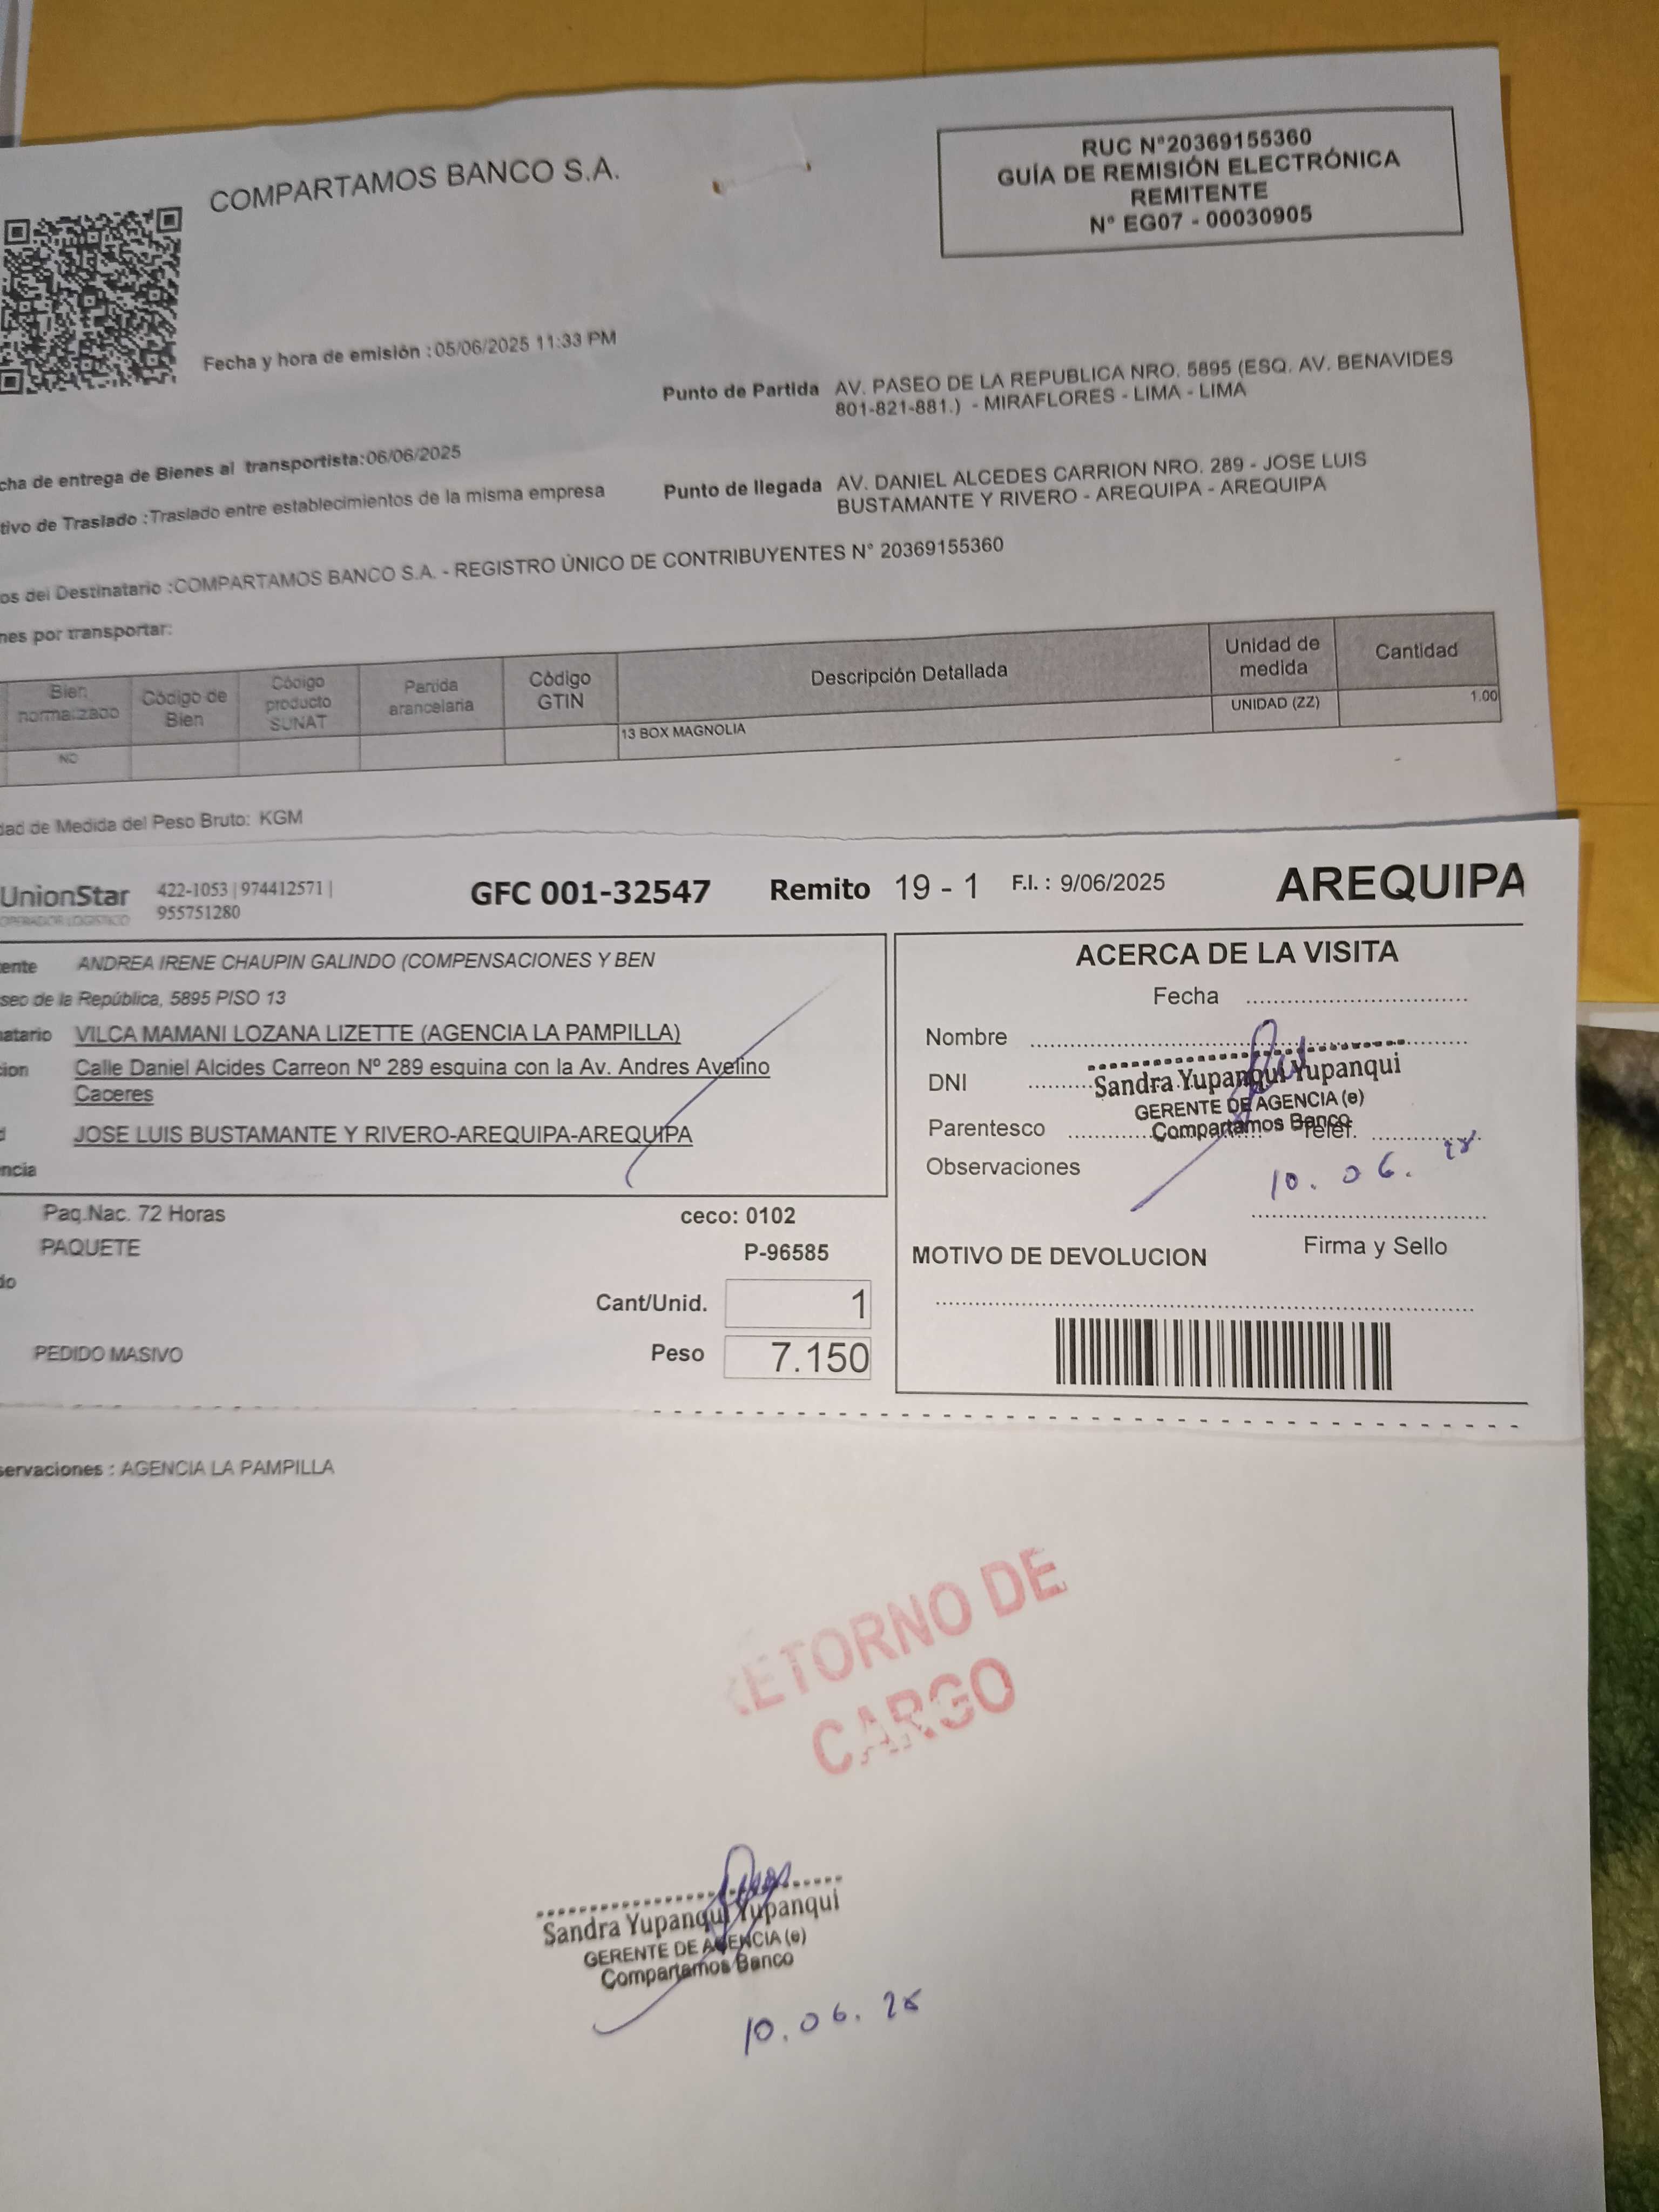 COMPARTAMOS BANCO S.A.
RUC N°20369155360
GUÍA DE REMISIÓN ELECTRÓNICA
REMITENTE
N° EG07 - 00030905
Fecha y hora de emisión :05/06/2025 11:33 PM
Punto de Partida AV. PASEO DE LA REPUBLICA NRO. 5895 (ESQ. AV. BENAVIDES
801-821-881.) - MIRAFLORES - LIMA - LIMA
cha de entrega de Bienes al transportista:06/06/2025
tivo de Traslado :Traslado entre establecimientos de la misma empresa
Punto de llegada AV. DANIEL ALCEDES CARRION NRO. 289 - JOSE LUIS
BUSTAMANTE Y RIVERO - AREQUIPA - AREQUIPA
os del Destinatario :COMPARTAMOS BANCO S.A. - REGISTRO ÚNICO DE CONTRIBUYENTES N° 20369155360
nes por transportar:
Bien normalizado Código de Bien Código producto SUNAT Partida arancelaria Código GTIN Descripción Detallada Unidad de medida Cantidad
NO 13 BOX MAGNOLIA UNIDAD (ZZ) 1.00
dad de Medida del Peso Bruto: KGM
UnionStar
OPERADOR LOGISTICO
422-1053 | 974412571 |
955751280
GFC 001-32547 Remito 19 - 1 F.I. : 9/06/2025 AREQUIPA
ente ANDREA IRENE CHAUPIN GALINDO (COMPENSACIONES Y BEN
seo de la República, 5895 PISO 13
natario VILCA MAMANI LOZANA LIZETTE (AGENCIA LA PAMPILLA)
cion Calle Daniel Alcides Carreon Nº 289 esquina con la Av. Andres Avelino
Caceres
d JOSE LUIS BUSTAMANTE Y RIVERO-AREQUIPA-AREQUIPA
ncia
Paq.Nac. 72 Horas ceco: 0102
PAQUETE P-96585
do
Cant/Unid. 1
PEDIDO MASIVO Peso 7.150
ACERCA DE LA VISITA
Fecha
Nombre
DNI
Sandra Yupanqui Yupanqui
GERENTE DE AGENCIA (e)
Compartamos Banco
Parentesco Telef.
Observaciones
10. 06.
Firma y Sello
MOTIVO DE DEVOLUCION
servaciones : AGENCIA LA PAMPILLA
RETORNO DE
CARGO
Sandra Yupanqui Yupanqui
GERENTE DE AGENCIA (e)
Compartamos Banco
10. 06. 25